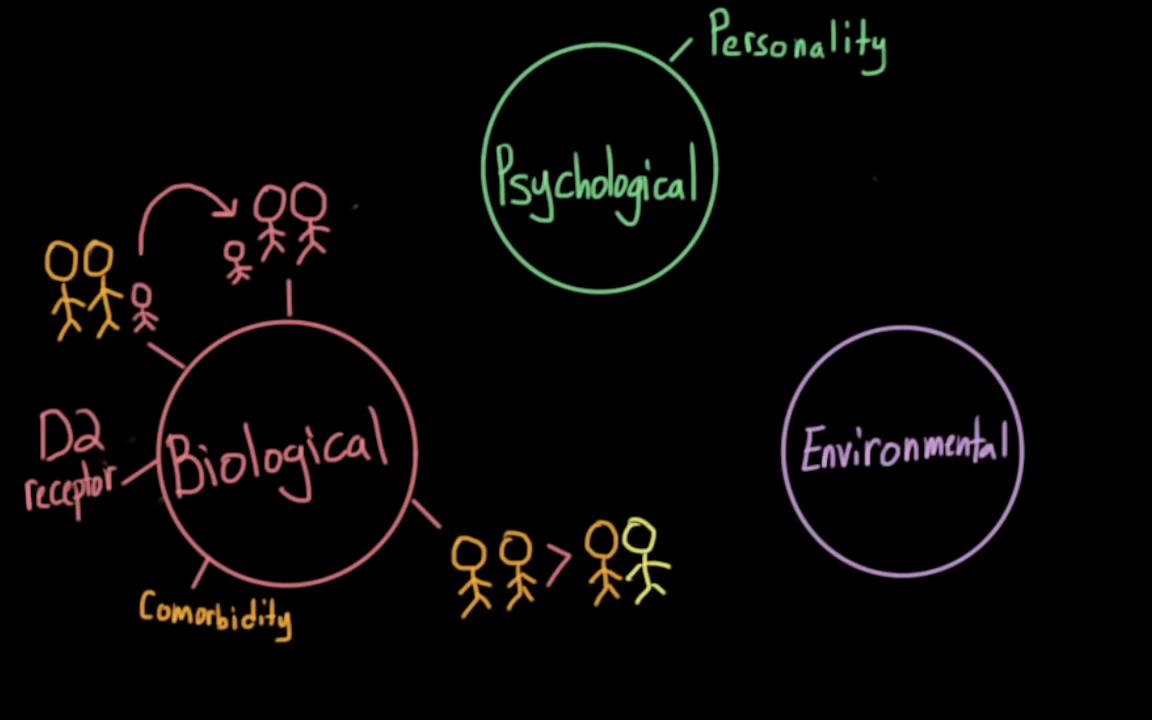 Personality
Psychological
D2
receptor
Biological
Environmental
>
Comorbidity